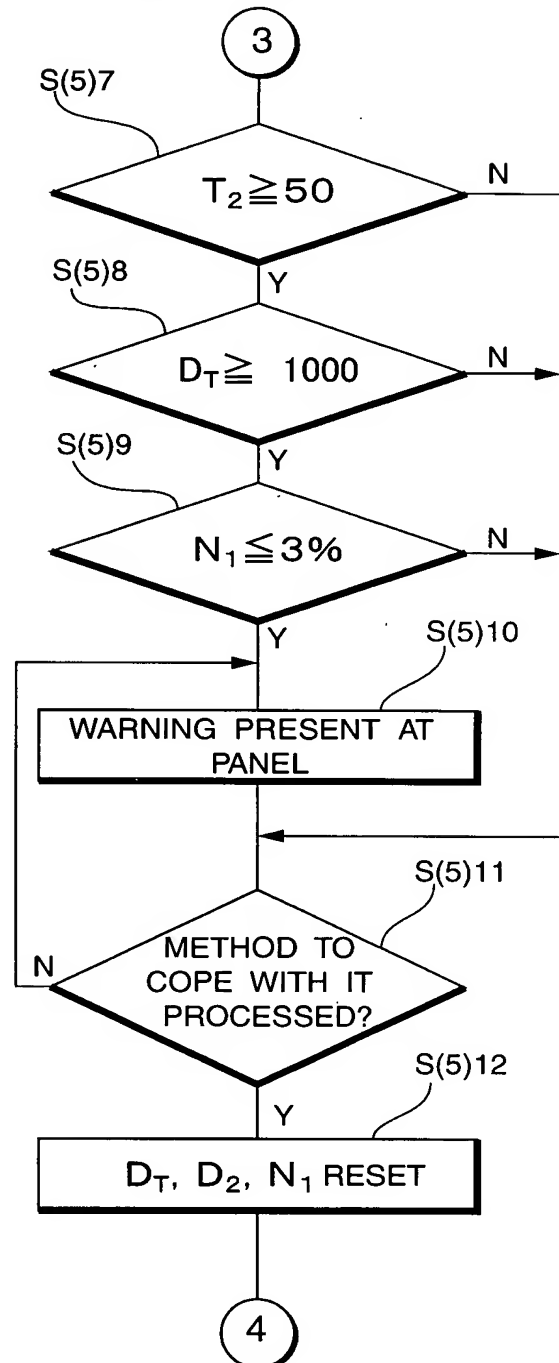 3
S(5)7
T₂≧50
N
Y
S(5)8
D_T≧ 1000
N
Y
S(5)9
N₁≦3%
N
Y
S(5)10
WARNING PRESENT AT
PANEL
S(5)11
METHOD TO
COPE WITH IT
PROCESSED?
N
Y
S(5)12
D_T, D₂, N₁ RESET
4